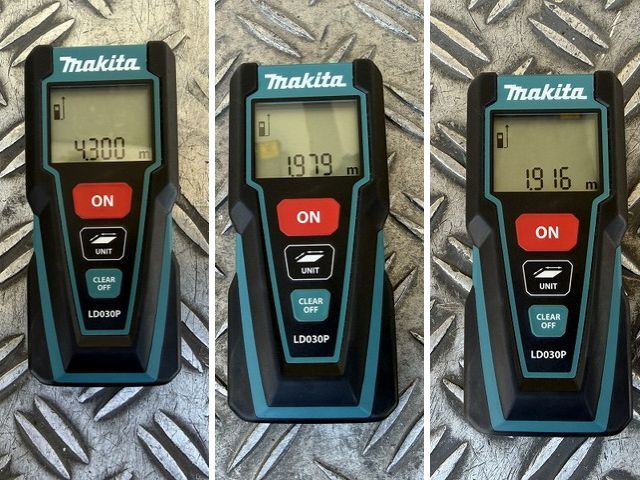 Makita
4.300 m
ON
UNIT
CLEAR
OFF
LD030P
Makita
1.979 m
ON
UNIT
CLEAR
OFF
LD030P
Makita
1.916 m
ON
UNIT
CLEAR
OFF
LD030P